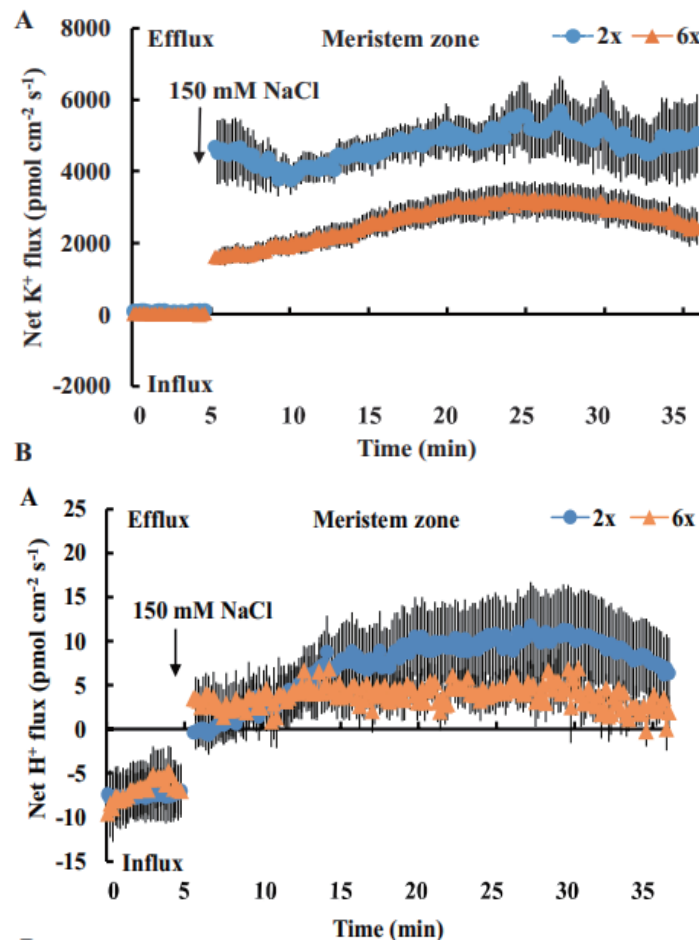 A
8000
Efflux Meristem zone 2x 6x
150 mM NaCl
6000
4000
2000
0
-2000
Influx
Net K⁺ flux (pmol cm⁻² s⁻¹)
0 5 10 15 20 25 30 35
Time (min)
B
A
25
Efflux Meristem zone 2x 6x
20
15
150 mM NaCl
10
5
0
-5
-10
-15
Influx
Net H⁺ flux (pmol cm⁻² s⁻¹)
0 5 10 15 20 25 30 35
Time (min)